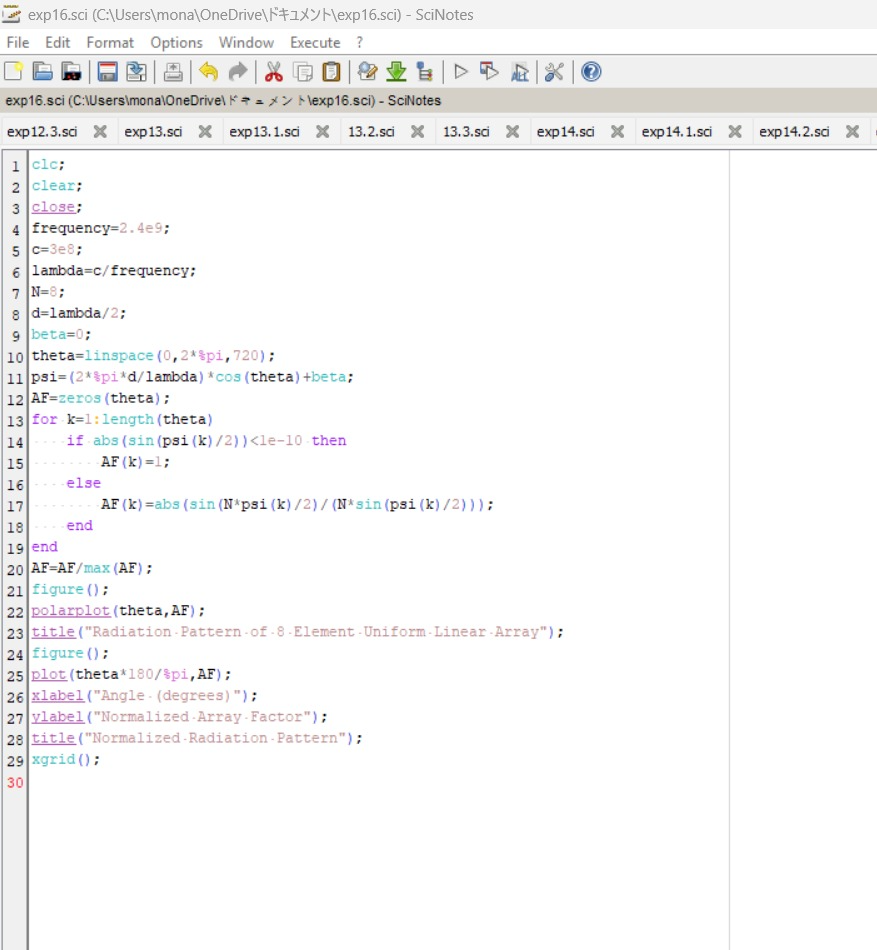 exp16.sci (C:\Users\mona\OneDrive\ドキュメント\exp16.sci) - SciNotes
File Edit Format Options Window Execute ?
exp16.sci (C:\Users\mona\OneDrive\ドキュメント\exp16.sci) - SciNotes
exp12.3.sci exp13.sci exp13.1.sci 13.2.sci 13.3.sci exp14.sci exp14.1.sci exp14.2.sci
1 clc;
2 clear;
3 close;
4 frequency=2.4e9;
5 c=3e8;
6 lambda=c/frequency;
7 N=8;
8 d=lambda/2;
9 beta=0;
10 theta=linspace(0,2*%pi,720);
11 psi=(2*%pi*d/lambda)*cos(theta)+beta;
12 AF=zeros(theta);
13 for k=1:length(theta)
14     if abs(sin(psi(k)/2))<1e-10 then
15         AF(k)=1;
16     else
17         AF(k)=abs(sin(N*psi(k)/2)/(N*sin(psi(k)/2)));
18     end
19 end
20 AF=AF/max(AF);
21 figure();
22 polarplot(theta,AF);
23 title("Radiation Pattern of 8 Element Uniform Linear Array");
24 figure();
25 plot(theta*180/%pi,AF);
26 xlabel("Angle (degrees)");
27 ylabel("Normalized Array Factor");
28 title("Normalized Radiation Pattern");
29 xgrid();
30